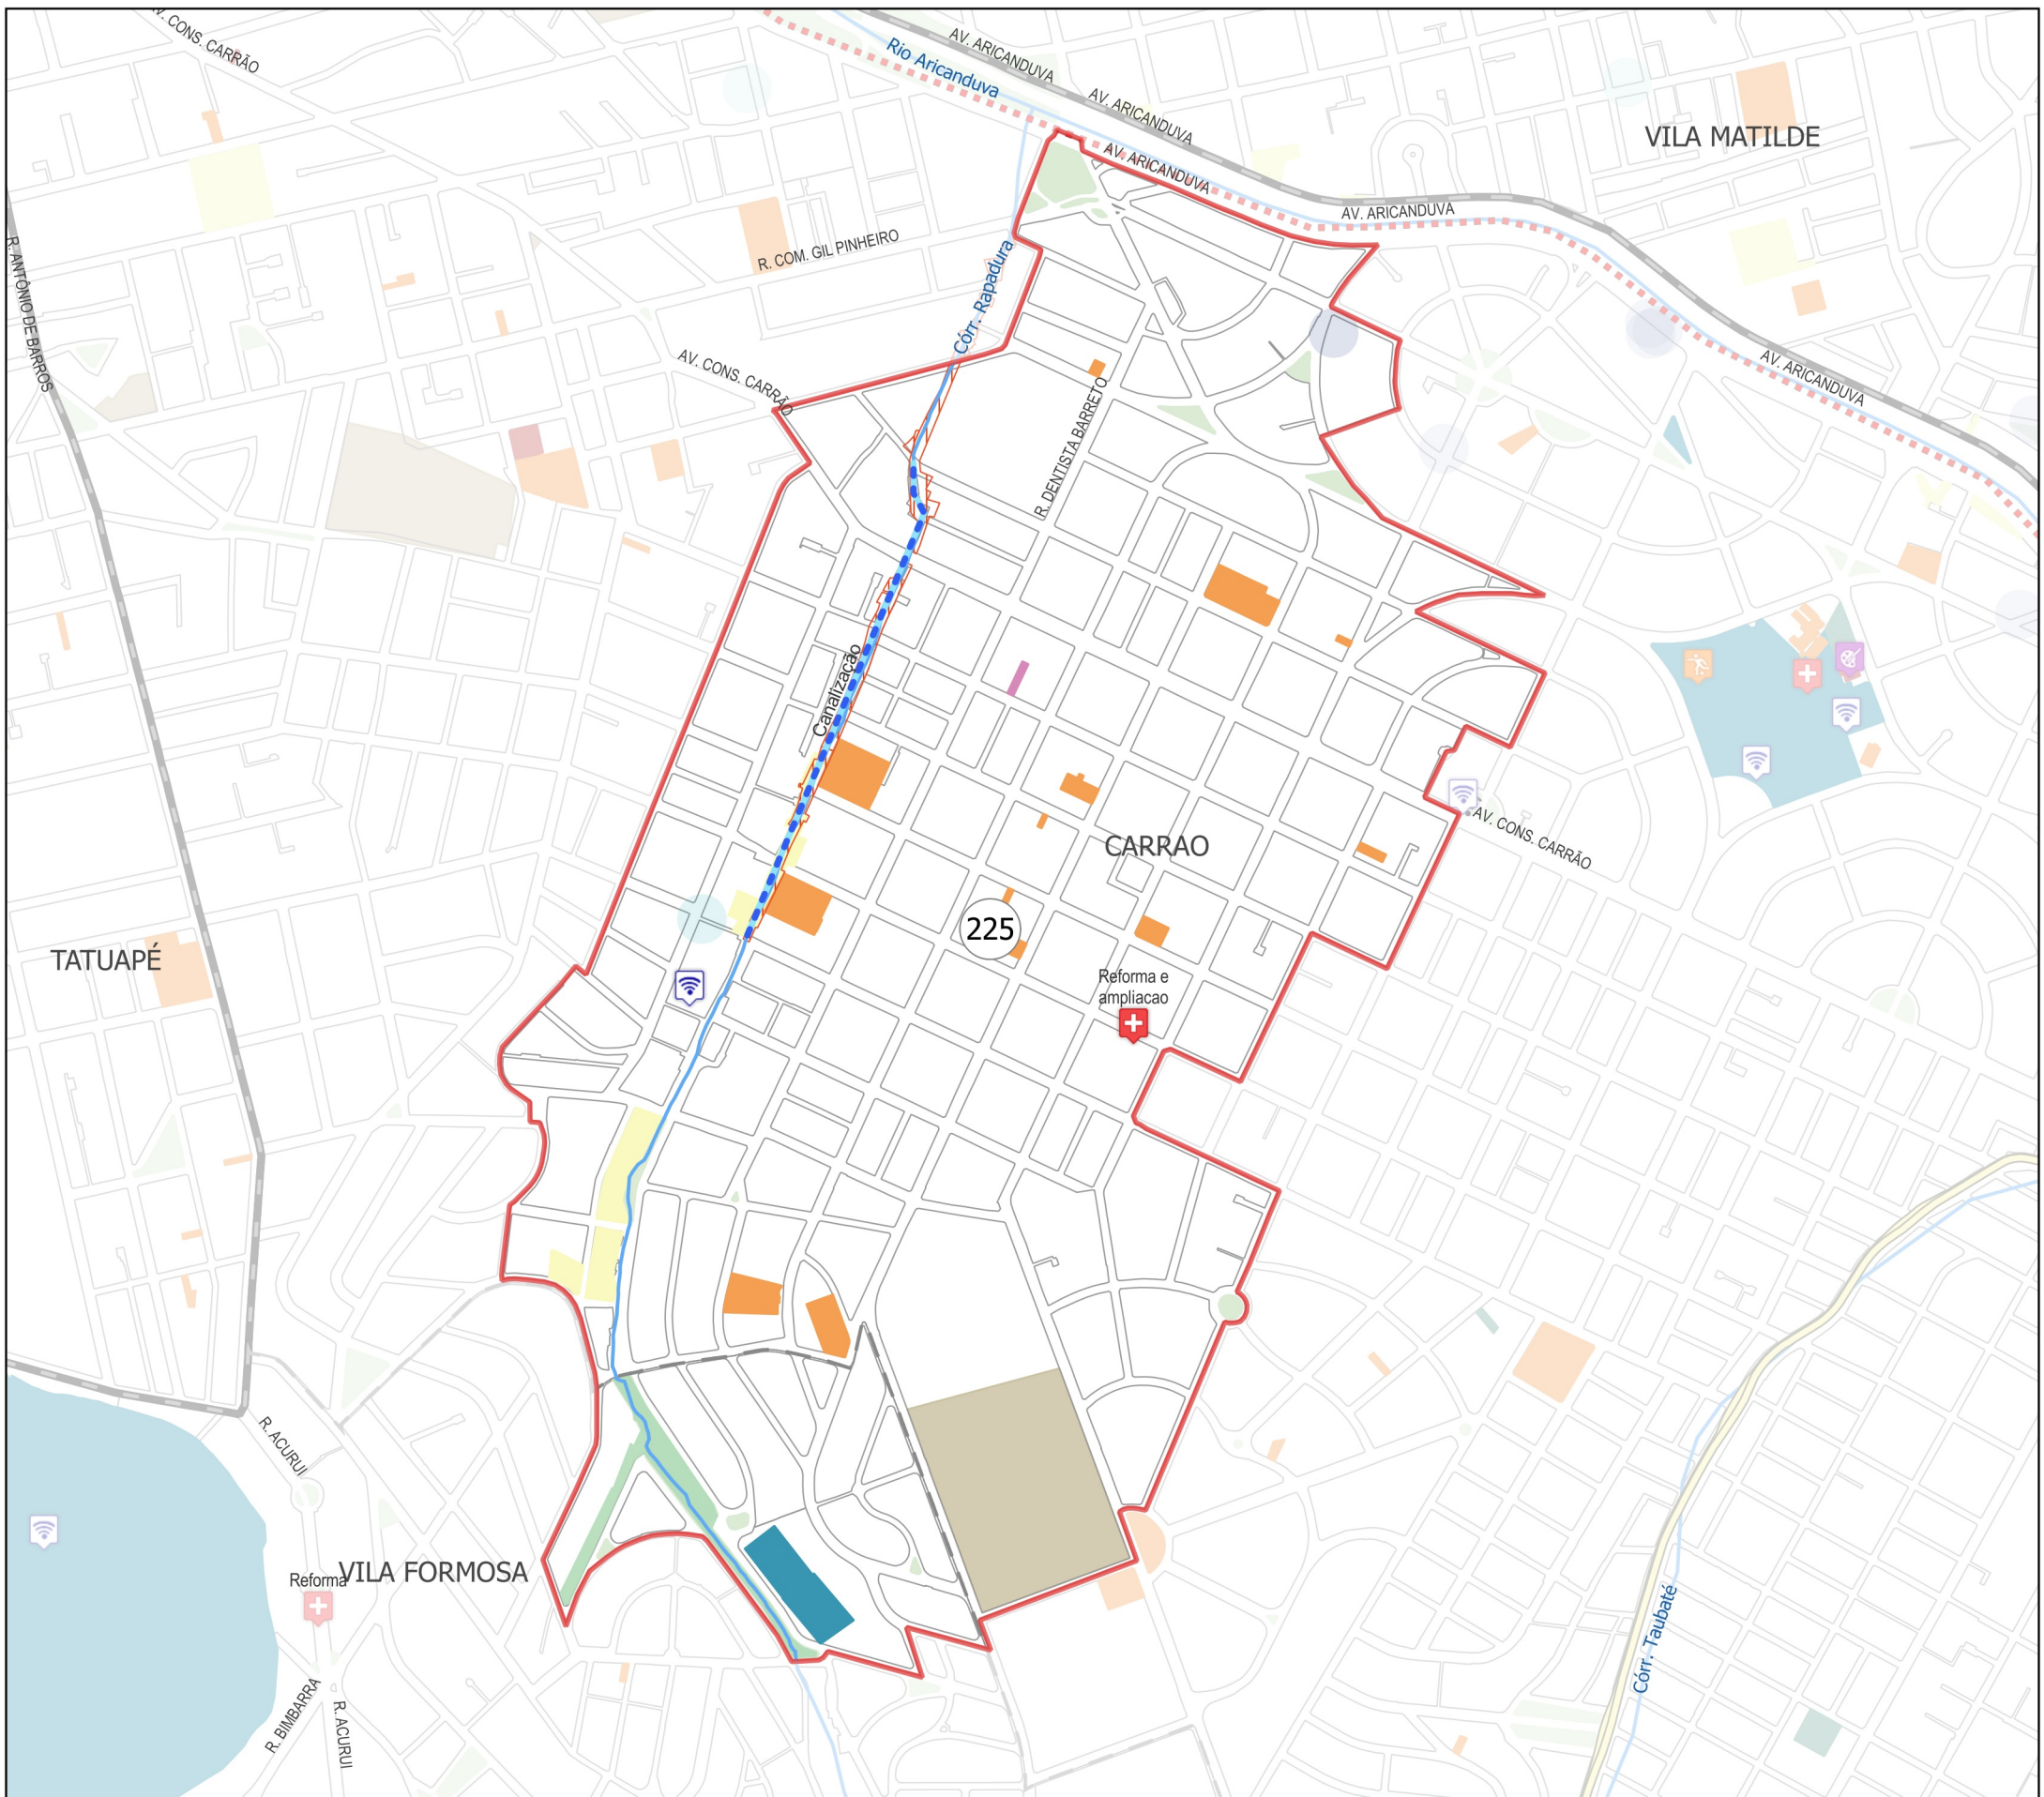 AV. CONS. CARRÃO
AV. ARICANDUVA
Rio Aricanduva
AV. ARICANDUVA
VILA MATILDE
AV. ARICANDUVA
AV. ARICANDUVA
R. COM. GIL PINHEIRO
R. ANTÔNIO DE BARROS
Córr. Rapadura
AV. CONS. CARRÃO
AV. ARICANDUVA
R. DENTISTA BARRETO
Canalização
AV. CONS. CARRÃO
CARRAO
225
TATUAPÉ
Reforma e
ampliacao
R. ACURUI
VILA FORMOSA
Reforma
Córr. Taubaté
R. BIMBARRA
R. ACURUI